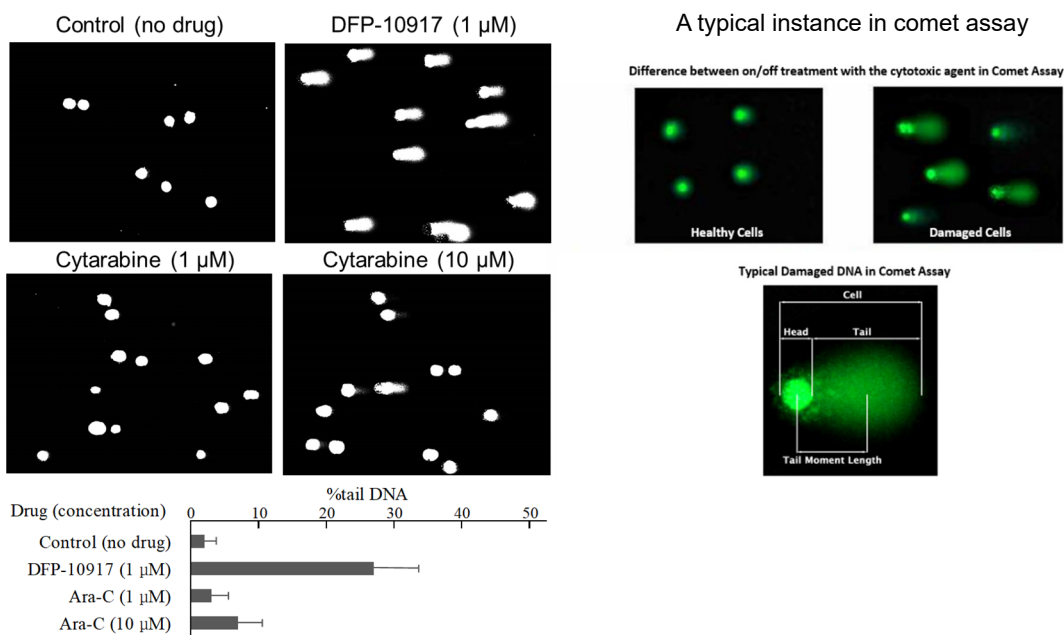 Control (no drug)
DFP-10917 (1 μM)
Cytarabine (1 μM)
Cytarabine (10 μM)
%tail DNA
Drug (concentration)
0
10
20
30
40
50
Control (no drug)
DFP-10917 (1 μM)
Ara-C (1 μM)
Ara-C (10 μM)
A typical instance in comet assay
Difference between on/off treatment with the cytotoxic agent in Comet Assay
Healthy Cells
Damaged Cells
Typical Damaged DNA in Comet Assay
Cell
Head
Tail
Tail Moment Length